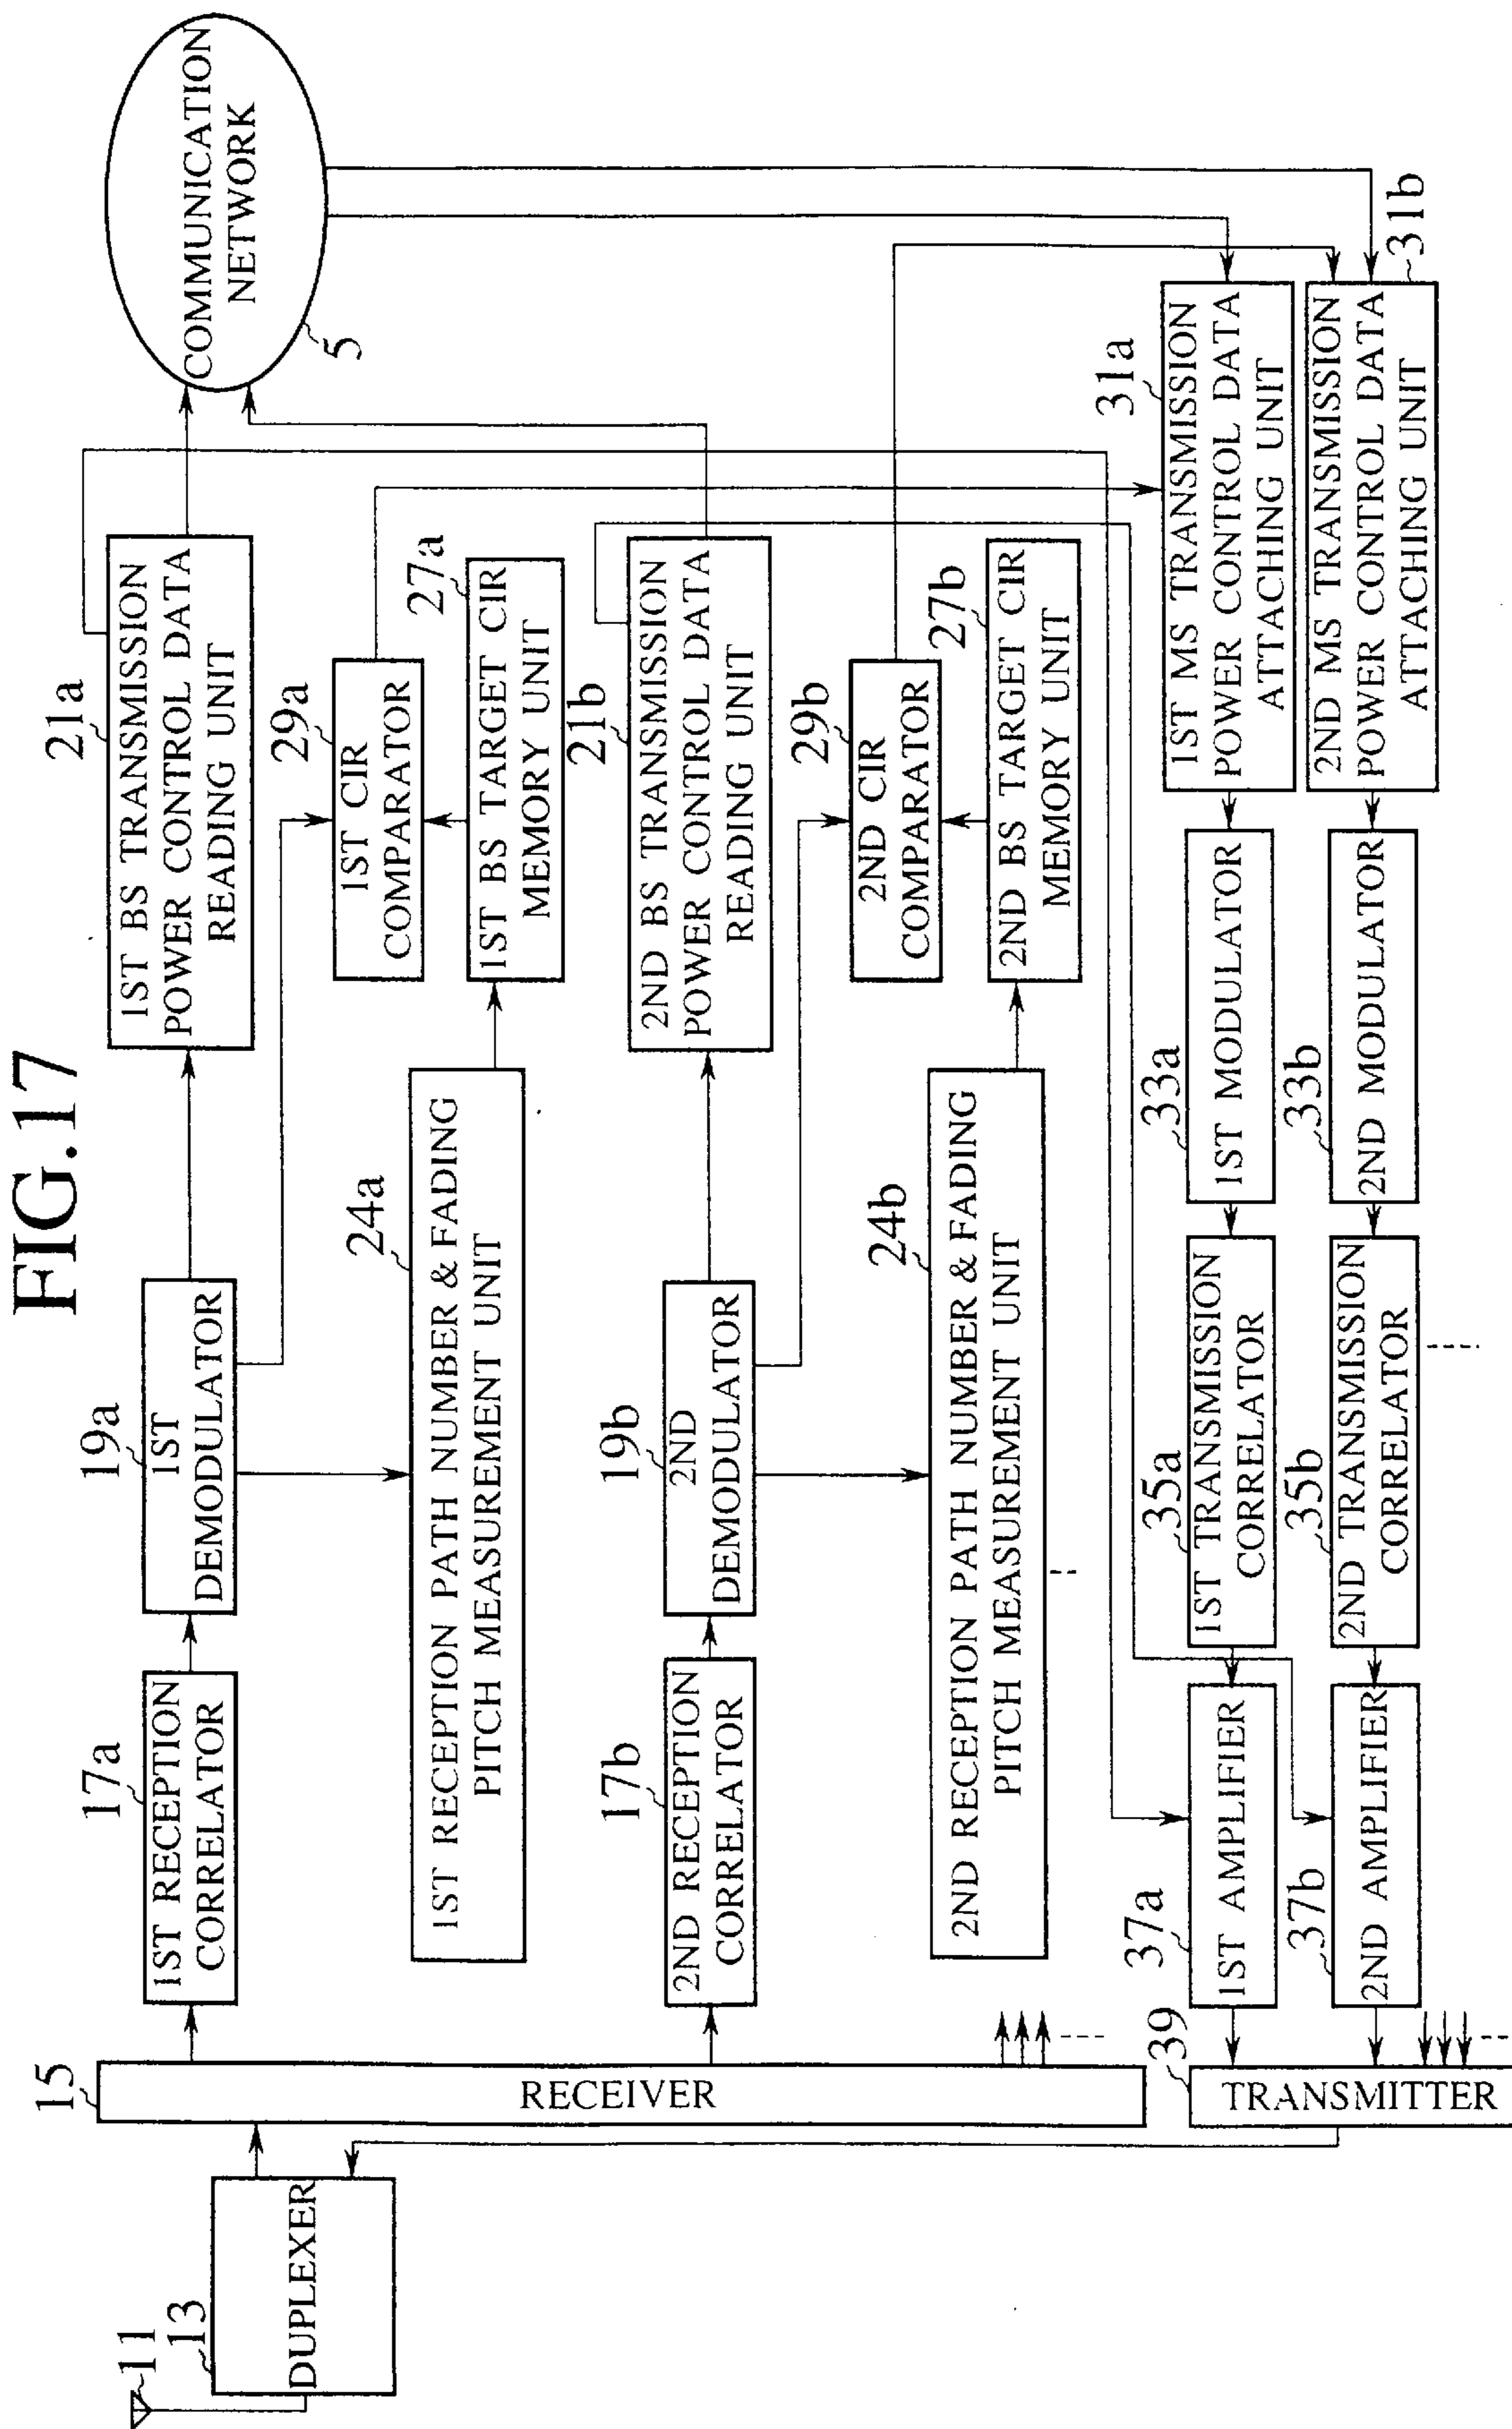 FIG.17
11
13
DUPLEXER
15
RECEIVER
17a
1ST RECEPTION
CORRELATOR
19a
1ST
DEMODULATOR
21a
1ST BS TRANSMISSION
POWER CONTROL DATA
READING UNIT
COMMUNICATION
NETWORK
5
24a
1ST RECEPTION PATH NUMBER & FADING
PITCH MEASUREMENT UNIT
29a
1ST CIR
COMPARATOR
27a
1ST BS TARGET CIR
MEMORY UNIT
17b
2ND RECEPTION
CORRELATOR
19b
2ND
DEMODULATOR
21b
2ND BS TRANSMISSION
POWER CONTROL DATA
READING UNIT
24b
2ND RECEPTION PATH NUMBER & FADING
PITCH MEASUREMENT UNIT
29b
2ND CIR
COMPARATOR
27b
2ND BS TARGET CIR
MEMORY UNIT
39
TRANSMITTER
37a
1ST AMPLIFIER
35a
1ST TRANSMISSION
CORRELATOR
33a
1ST MODULATOR
31a
1ST MS TRANSMISSION
POWER CONTROL DATA
ATTACHING UNIT
37b
2ND AMPLIFIER
35b
2ND TRANSMISSION
CORRELATOR
33b
2ND MODULATOR
31b
2ND MS TRANSMISSION
POWER CONTROL DATA
ATTACHING UNIT